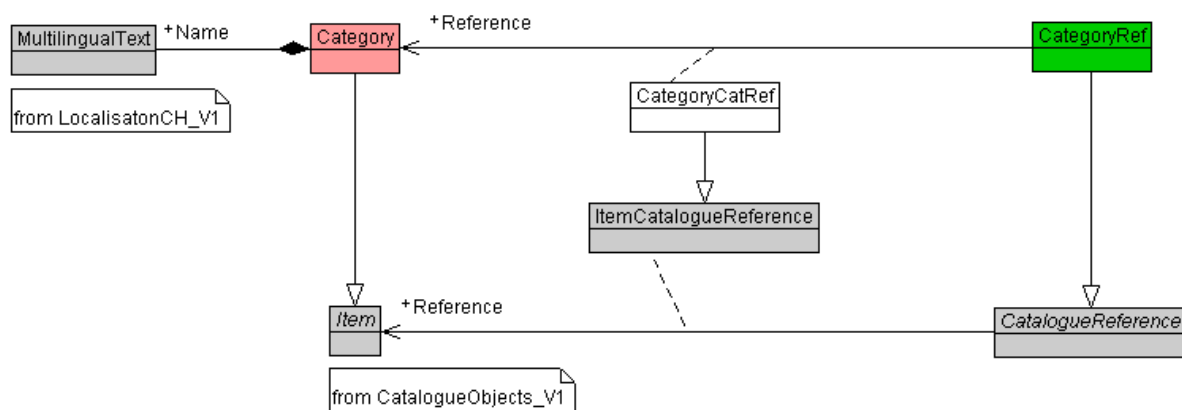 MultilingualText
+Name
Category
+Reference
CategoryRef
from LocalisatonCH_V1
CategoryCatRef
ItemCatalogueReference
Item
+Reference
CatalogueReference
from CatalogueObjects_V1